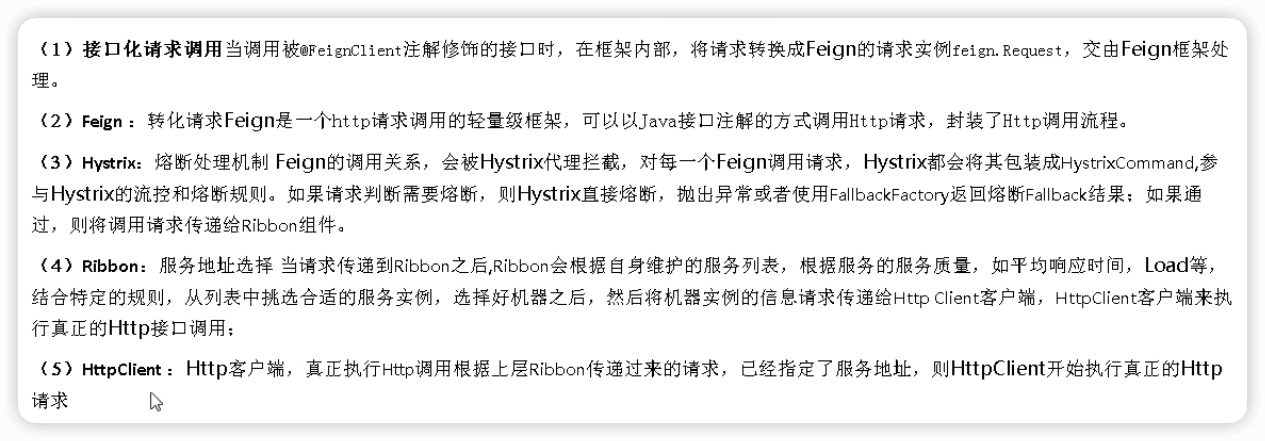 （1）接口化请求调用当调用被@FeignClient注解修饰的接口时，在框架内部，将请求转换成Feign的请求实例feign.Request，交由Feign框架处
理。
（2）Feign ：转化请求Feign是一个http请求调用的轻量级框架，可以以Java接口注解的方式调用Http请求，封装了Http调用流程。
（3）Hystrix：熔断处理机制 Feign的调用关系，会被Hystrix代理拦截，对每一个Feign调用请求，Hystrix都会将其包装成HystrixCommand,参
与Hystrix的流控和熔断规则。如果请求判断需要熔断，则Hystrix直接熔断，抛出异常或者使用FallbackFactory返回熔断Fallback结果；如果通
过，则将调用请求传递给Ribbon组件。
（4）Ribbon：服务地址选择 当请求传递到Ribbon之后,Ribbon会根据自身维护的服务列表，根据服务的服务质量，如平均响应时间，Load等，
结合特定的规则，从列表中挑选合适的服务实例，选择好机器之后，然后将机器实例的信息请求传递给Http Client客户端，HttpClient客户端来执
行真正的Http接口调用；
（5）HttpClient ：Http客户端，真正执行Http调用根据上层Ribbon传递过来的请求，已经指定了服务地址，则HttpClient开始执行真正的Http
请求